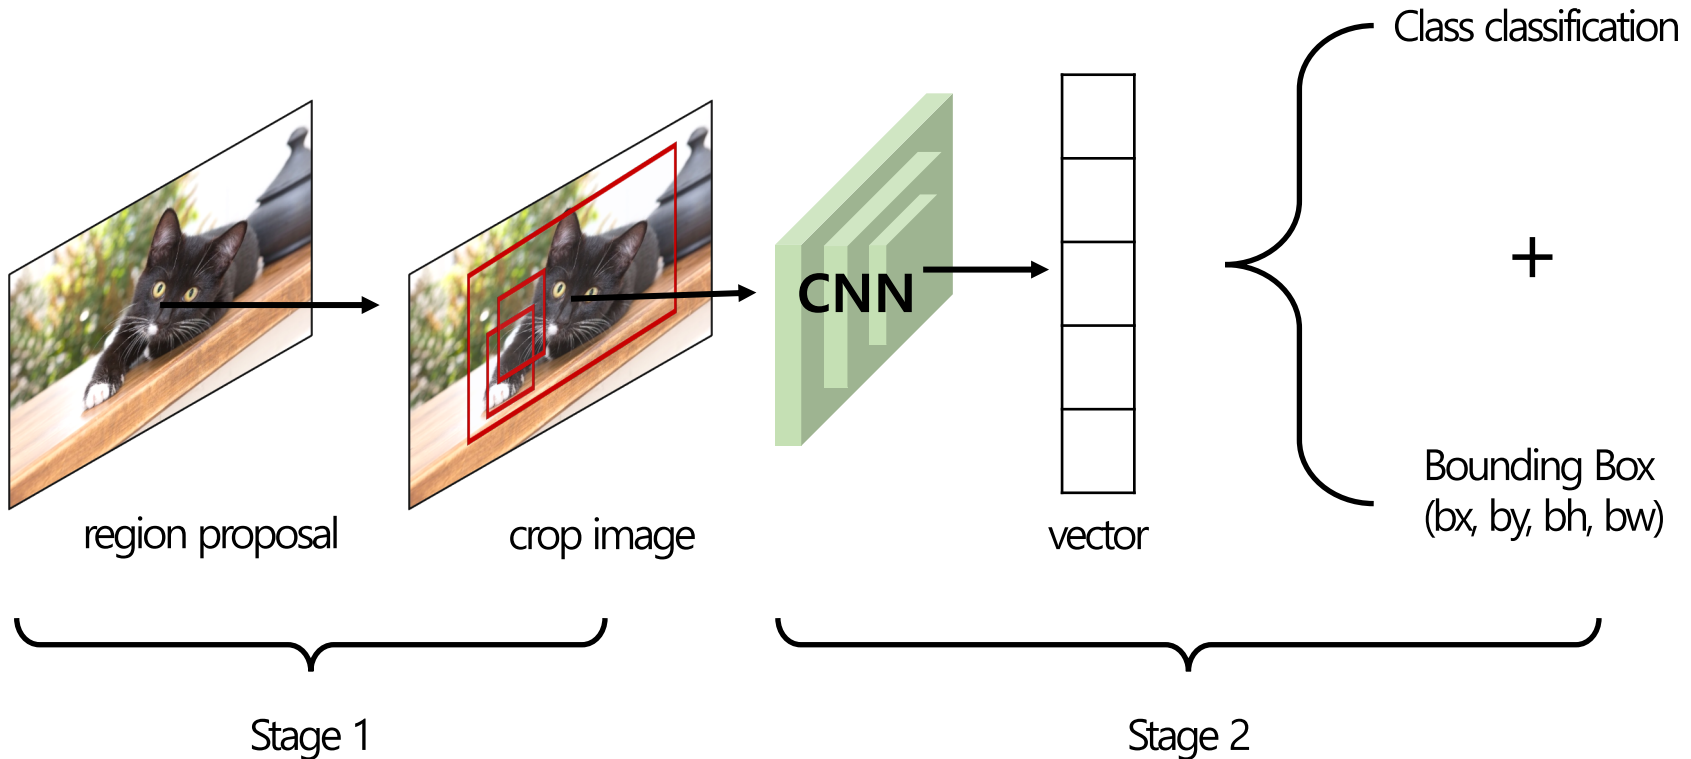 Class classification
+
CNN
Bounding Box
(bx, by, bh, bw)
region proposal
crop image
vector
Stage 1
Stage 2